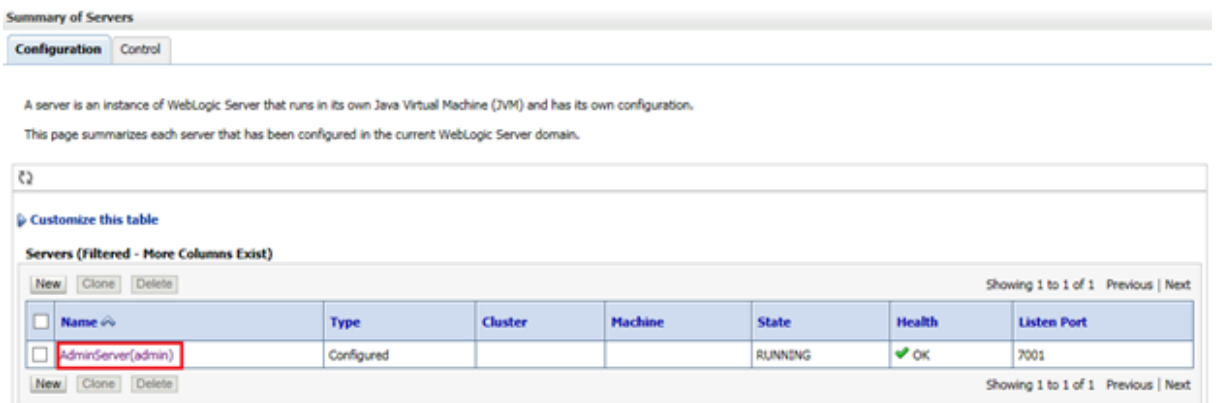 Summary of Servers
Configuration Control
A server is an instance of WebLogic Server that runs in its own Java Virtual Machine (JVM) and has its own configuration.
This page summarizes each server that has been configured in the current WebLogic Server domain.
Customize this table
Servers (Filtered - More Columns Exist)
New Clone Delete Showing 1 to 1 of 1 Previous | Next
Name Type Cluster Machine State Health Listen Port
AdminServer(admin) Configured RUNNING OK 7001
New Clone Delete Showing 1 to 1 of 1 Previous | Next